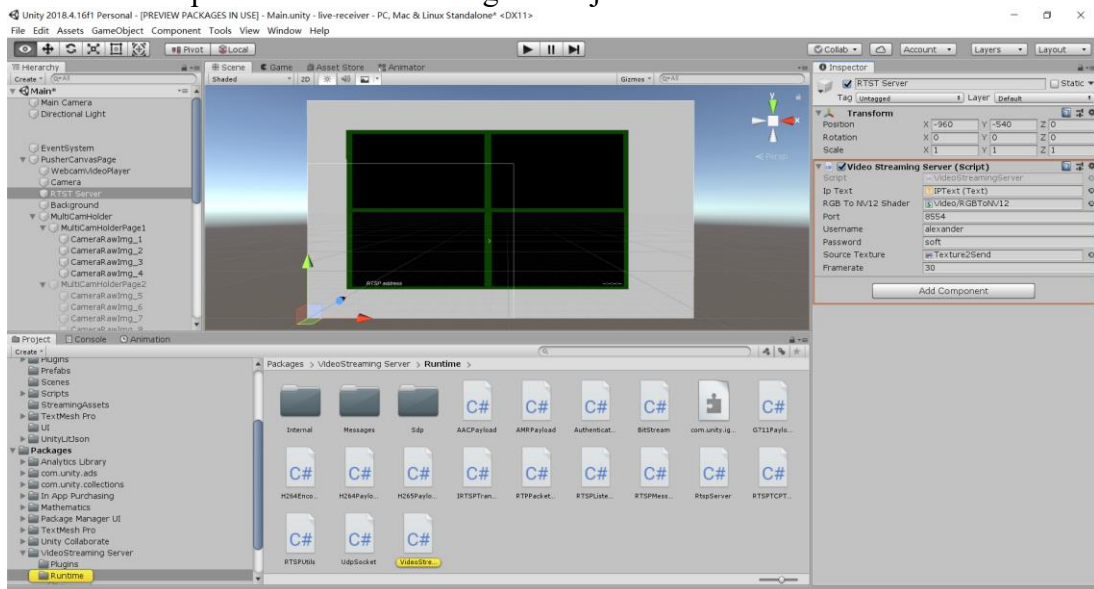 Unity 2018.4.16f1 Personal - [PREVIEW PACKAGES IN USE] - Main.unity - live-receiver - PC, Mac & Linux Standalone* <DX11>
File Edit Assets GameObject Component Tools View Window Help
Pivot Local Collab Account Layers Layout
Hierarchy
Create All
Main*
Main Camera
Directional Light
EventSystem
PusherCanvasPage
WebcamVideoPlayer
Camera
RTST Server
Background
MultiCamHolder
MultiCamHolderPage1
CameraRawImg_1
CameraRawImg_2
CameraRawImg_3
CameraRawImg_4
MultiCamHolderPage2
CameraRawImg_5
CameraRawImg_6
CameraRawImg_7
CameraRawImg_8
Scene Game Asset Store Animator
Shaded 2D Gizmos All
y
x
Persp
RTSP address
Inspector
RTST Server Static
Tag Untagged Layer Default
Transform
Position X -960 Y -540 Z 0
Rotation X 0 Y 0 Z 0
Scale X 1 Y 1 Z 1
Video Streaming Server (Script)
Script VideoStreamingServer
Ip Text IPText (Text)
RGB To NV12 Shader Video/RGBToNV12
Port 8554
Username alexander
Password soft
Source Texture Texture2Send
Framerate 30
Add Component
Project Console Animation
Create
Plugins
Prefabs
Scenes
Scripts
StreamingAssets
TextMesh Pro
UI
UnityLitJson
Packages
Analytics Library
com.unity.ads
com.unity.collections
In App Purchasing
Mathematics
Package Manager UI
TextMesh Pro
Unity Collaborate
VideoStreaming Server
Plugins
Runtime
Packages > VideoStreaming Server > Runtime >
C# C# C# C# C#
Internal Messages Sdp AACPayload AMRPayload Authenticat... BitStream com.unity.ig... G711Paylo...
C# C# C# C# C# C# C# C# C#
H264Enco... H264Paylo... H265Paylo... IRTSPTran... RTPPacket... RTSPListe... RTSPMess... RtspServer RTSPTCPT...
C# C# C#
RTSPUtils UdpSocket VideoStre...